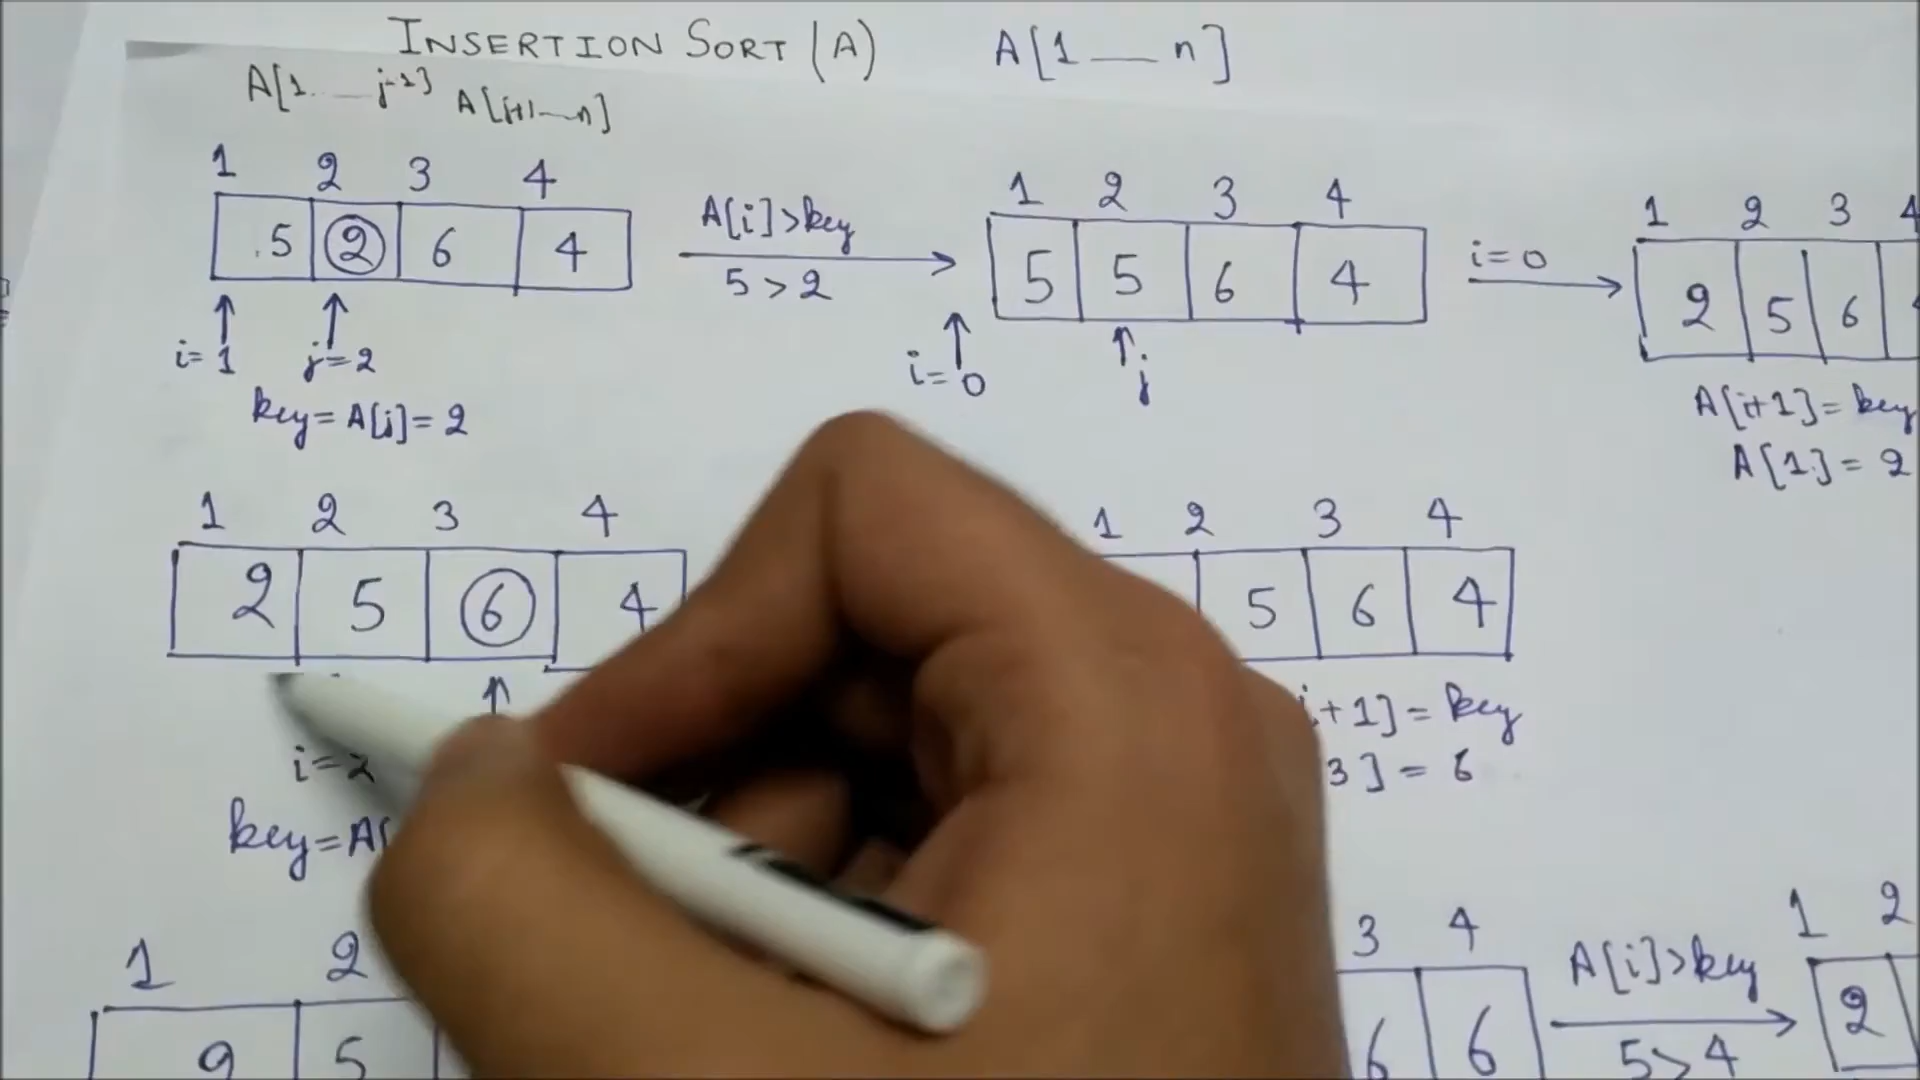 INSERTION SORT (A) A[1 __ n]
A[1 __ j-1] A[j+1 __ n]
1 2 3 4
5 2 6 4
i=1 j=2
key=A[j]=2
A[i]>key
5>2
1 2 3 4
5 5 6 4
i=0 j
i=0
1 2 3 4
2 5 6
A[i+1]=key
A[1]=2
1 2 3 4
2 5 6 4
i=2
key=A[
1 2 3 4
5 6 4
i+1]=key
3]=6
1 2
2 5
3 4
6 6
A[i]>key
5>4
1 2
2